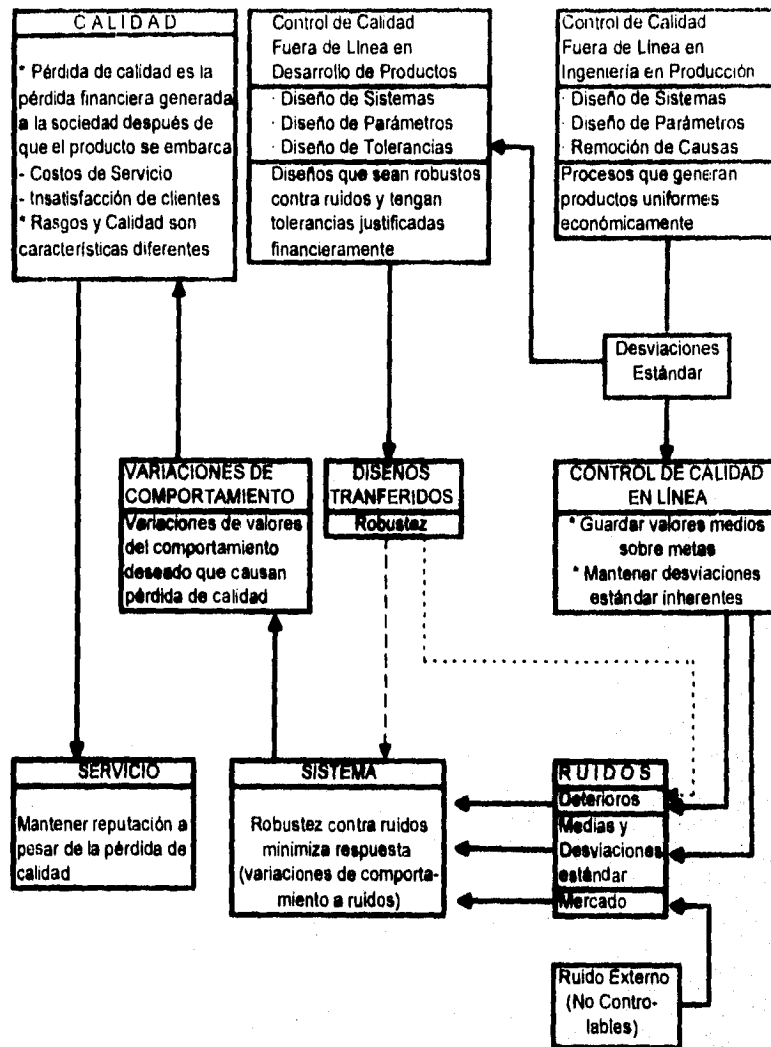 CALIDAD
* Pérdida de calidad es la
pérdida financiera generada
a la sociedad después de
que el producto se embarca
- Costos de Servicio
- Insatisfacción de clientes
* Rasgos y Calidad son
características diferentes
Control de Calidad
Fuera de Línea en
Desarrollo de Productos
· Diseño de Sistemas
· Diseño de Parámetros
· Diseño de Tolerancias
Diseños que sean robustos
contra ruidos y tengan
tolerancias justificadas
financieramente
Control de Calidad
Fuera de Línea en
Ingeniería en Producción
· Diseño de Sistemas
· Diseño de Parámetros
· Remoción de Causas
Procesos que generan
productos uniformes
económicamente
Desviaciones
Estándar
VARIACIONES DE
COMPORTAMIENTO
Variaciones de valores
del comportamiento
deseado que causan
pérdida de calidad
DISEÑOS
TRANFERIDOS
Robustez
CONTROL DE CALIDAD
EN LÍNEA
* Guardar valores medios
sobre metas
* Mantener desviaciones
estándar inherentes
SERVICIO
Mantener reputación a
pesar de la pérdida de
calidad
SISTEMA
Robustez contra ruidos
minimiza respuesta
(variaciones de comporta-
miento a ruidos)
RUIDOS
Deterioros
Medias y
Desviaciones
estándar
Mercado
Ruido Externo
(No Contro-
lables)